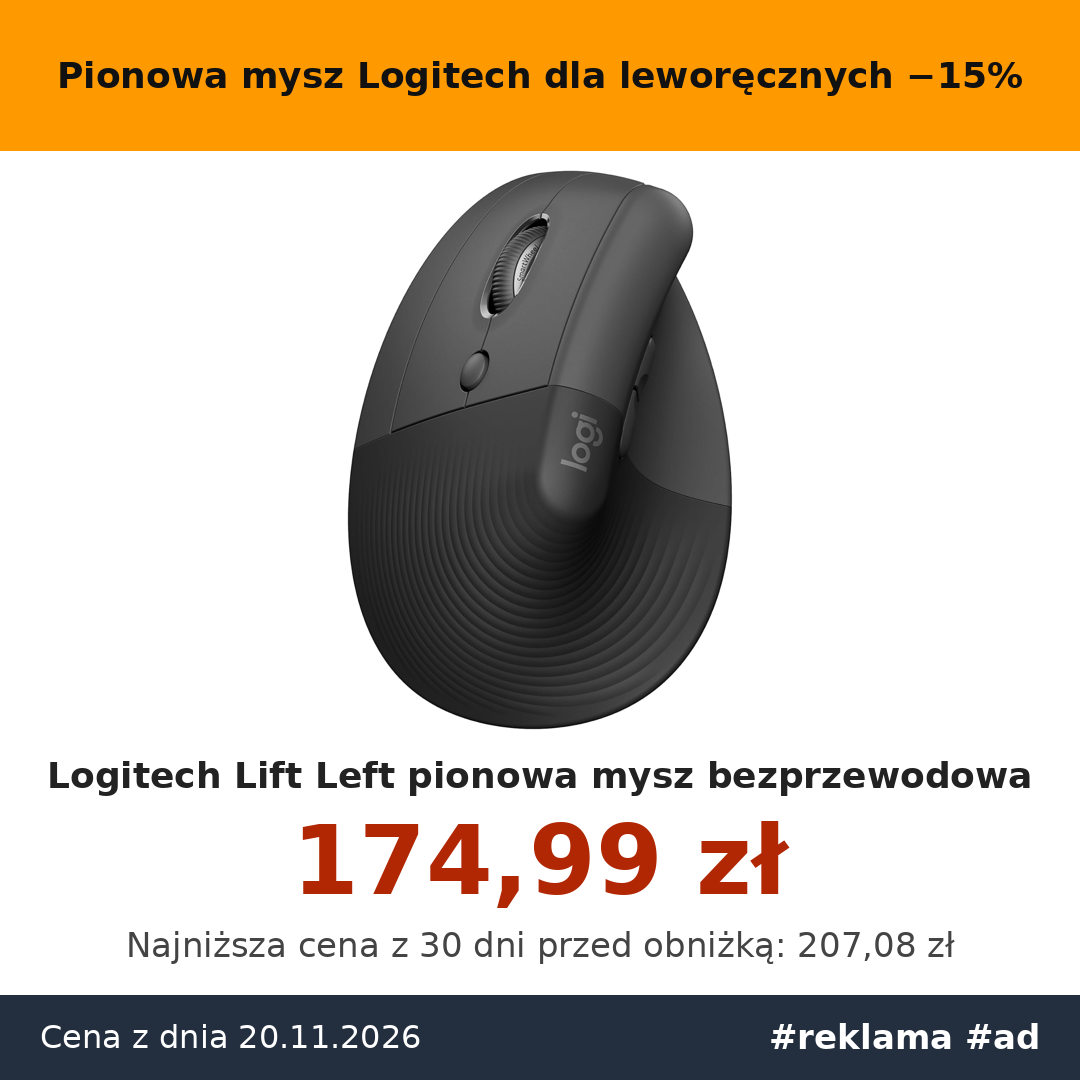 Pionowa mysz Logitech dla leworęcznych −15%
SmartWheel
logi
Logitech Lift Left pionowa mysz bezprzewodowa
174,99 zł
Najniższa cena z 30 dni przed obniżką: 207,08 zł
Cena z dnia 20.11.2026
#reklama #ad